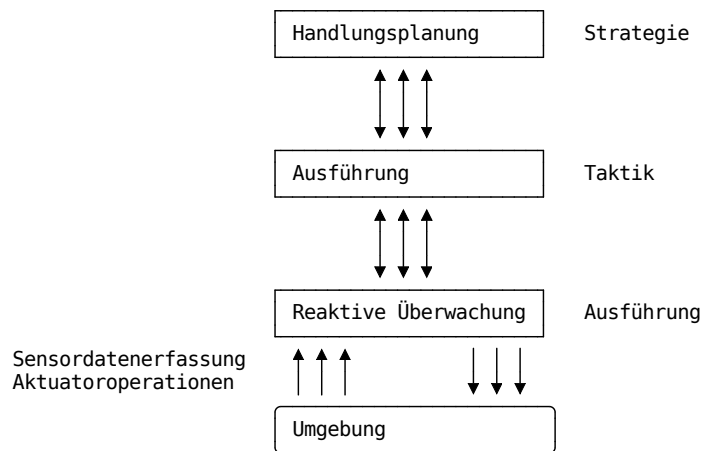 Handlungsplanung Strategie
Ausführung Taktik
Reaktive Überwachung Ausführung
Sensordatenerfassung
Aktuatoroperationen
Umgebung